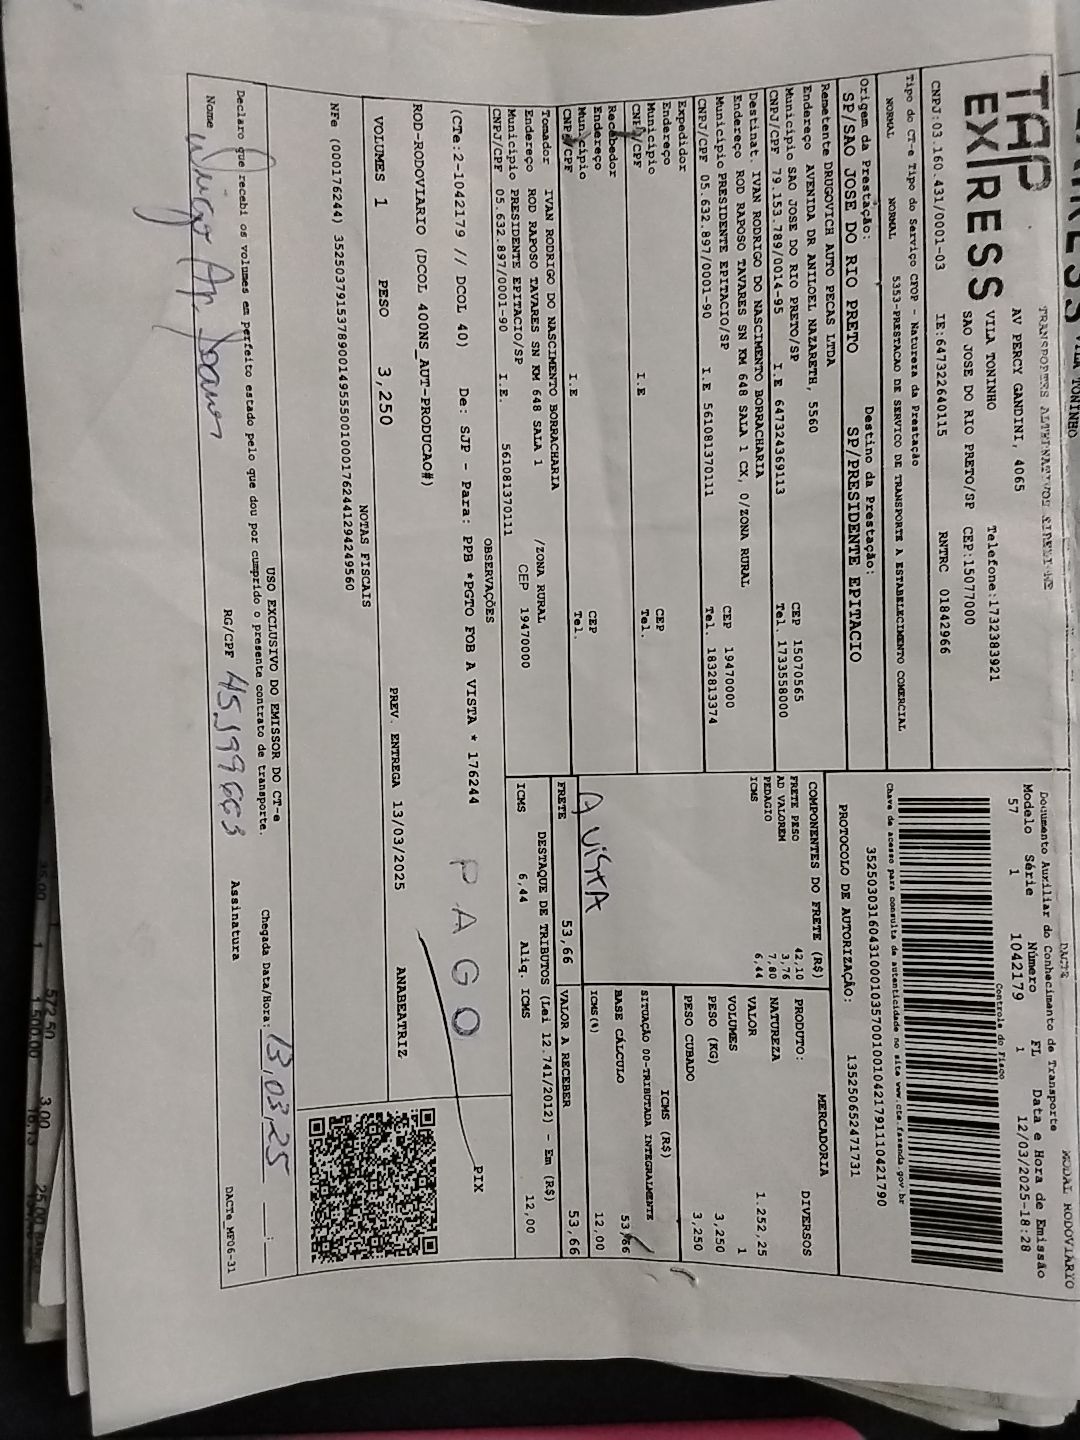 TAP
EX/RESS
TRANSPORTES ALTERNATIVOS
AV PERCY GANDINI, 4065
VILA TONINHO
SAO JOSE DO RIO PRETO/SP CEP:15077000
Telefone:1732383921
CNPJ:03.160.431/0001-03 IE:647322640115 RNTRC 01842966
Tipo do CT-e Tipo do Serviço CFOP - Natureza da Prestação
NORMAL NORMAL 5353-PRESTACAO DE SERVICO DE TRANSPORTE A ESTABELECIMENTO COMERCIAL
Origem da Prestação: Destino da Prestação:
SP/SAO JOSE DO RIO PRETO SP/PRESIDENTE EPITACIO
Remetente DRUGOVICH AUTO PECAS LTDA
Endereço AVENIDA DR ANILOEL NAZARETH, 5560
Município SAO JOSE DO RIO PRETO/SP CEP 15070565
CNPJ/CPF 79.153.789/0014-95 I.E 647324369113 Tel. 1733558000
Destinat. IVAN RODRIGO DO NASCIMENTO BORRACHARIA
Endereço ROD RAPOSO TAVARES SN KM 648 SALA 1 CX, 0/ZONA RURAL
Município PRESIDENTE EPITACIO/SP CEP 19470000
CNPJ/CPF 05.632.897/0001-90 I.E 561081370111 Tel. 1832813374
Expedidor
Endereço
Município CEP
CNPJ/CPF I.E Tel.
Recebedor
Endereço
Município CEP
CNPJ/CPF I.E Tel.
Tomador IVAN RODRIGO DO NASCIMENTO BORRACHARIA
Endereço ROD RAPOSO TAVARES SN KM 648 SALA 1 /ZONA RURAL
Município PRESIDENTE EPITACIO/SP CEP 19470000
CNPJ/CPF 05.632.897/0001-90 I.E. 561081370111
DACTE MODAL RODOVIÁRIO
Documento Auxiliar do Conhecimento de Transporte
Modelo Série Número FL Data e Hora de Emissão
57 1 1042179 1 12/03/2025-18:28
Controle do Fisco
Chave de acesso para consulta de autenticidade no site www.cte.fazenda.gov.br
35250303160431000103570010010421791110421790
PROTOCOLO DE AUTORIZAÇÃO: 135250652471731
COMPONENTES DO FRETE (R$)
FRETE PESO 42,10
AD VALOREM 3,76
PEDAGIO 7,80
ICMS 6,44
A VISTA
MERCADORIA
PRODUTO: DIVERSOS
NATUREZA
VALOR 1.252,25
VOLUMES 1
PESO (KG) 3,250
PESO CUBADO 3,250
ICMS (R$)
SITUAÇÃO 00-TRIBUTADA INTEGRALMENTE
BASE CÁLCULO 53,66
ICMS(%) 12,00
FRETE 53,66 VALOR A RECEBER 53,66
DESTAQUE DE TRIBUTOS (Lei 12.741/2012) - Em (R$)
ICMS 6,44 Aliq. ICMS 12,00
OBSERVAÇÕES
(CTe:2-1042179 // DCOL 40) De: SJP - Para: PPB *PGTO FOB A VISTA * 176244
PAGO
PIX
ROD-RODOVIARIO (DCOL 400NS_AUT-PRODUCAO#)
PREV. ENTREGA 13/03/2025 ANABEATRIZ
VOLUMES 1 PESO 3,250
NOTAS FISCAIS
NFe (000176244) 35250379153789001495550010001762441294249560
USO EXCLUSIVO DO EMISSOR DO CT-e
Declaro que recebi os volumes em perfeito estado pelo que dou por cumprido o presente contrato de transporte.
Chegada Data/Hora: 13,03,25 __:__
Nome RG/CPF 45199663 Assinatura
DACTe_MF06-31